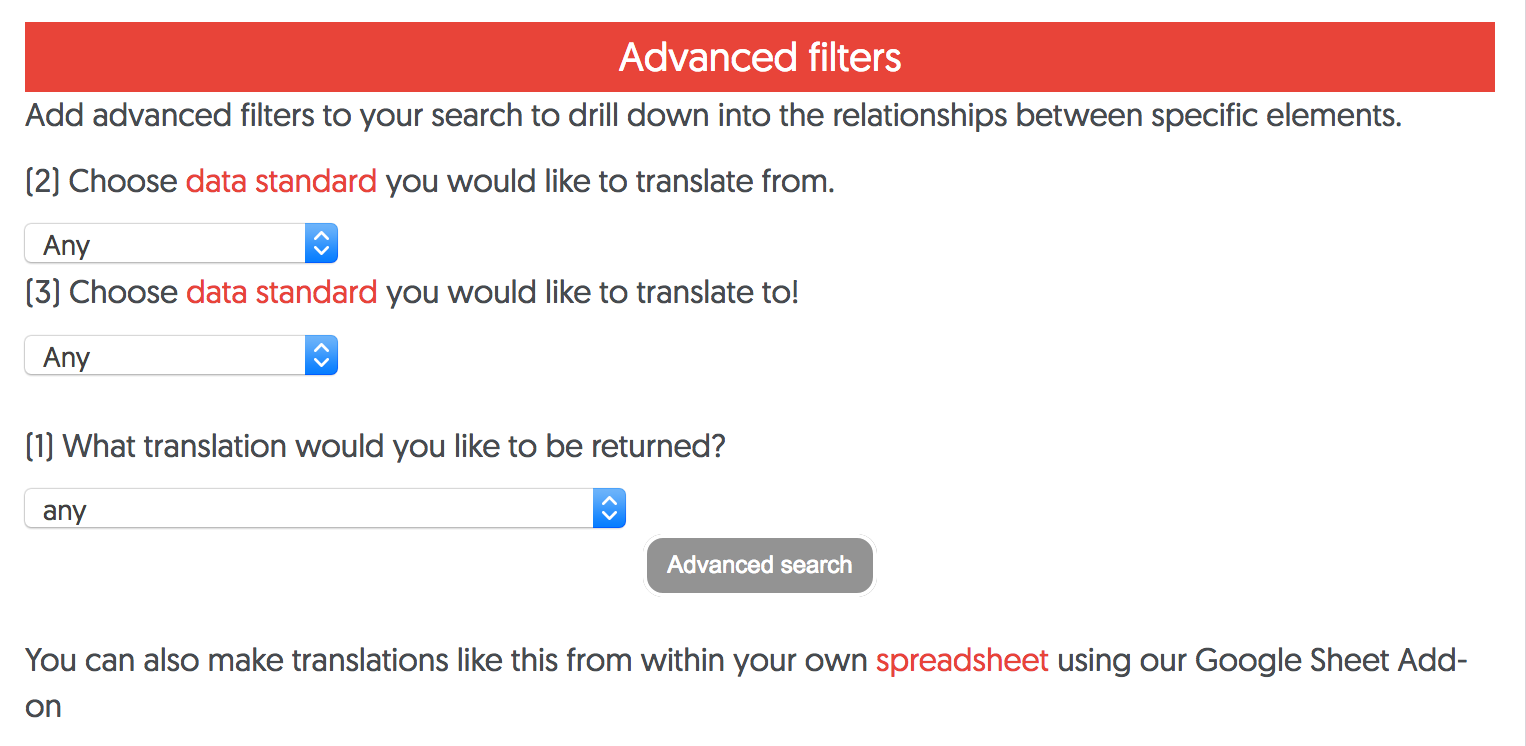 Advanced filters
Add advanced filters to your search to drill down into the relationships between specific elements.
(2) Choose data standard you would like to translate from.
Any
(3) Choose data standard you would like to translate to!
Any
(1) What translation would you like to be returned?
any
Advanced search
You can also make translations like this from within your own spreadsheet using our Google Sheet Add-
on